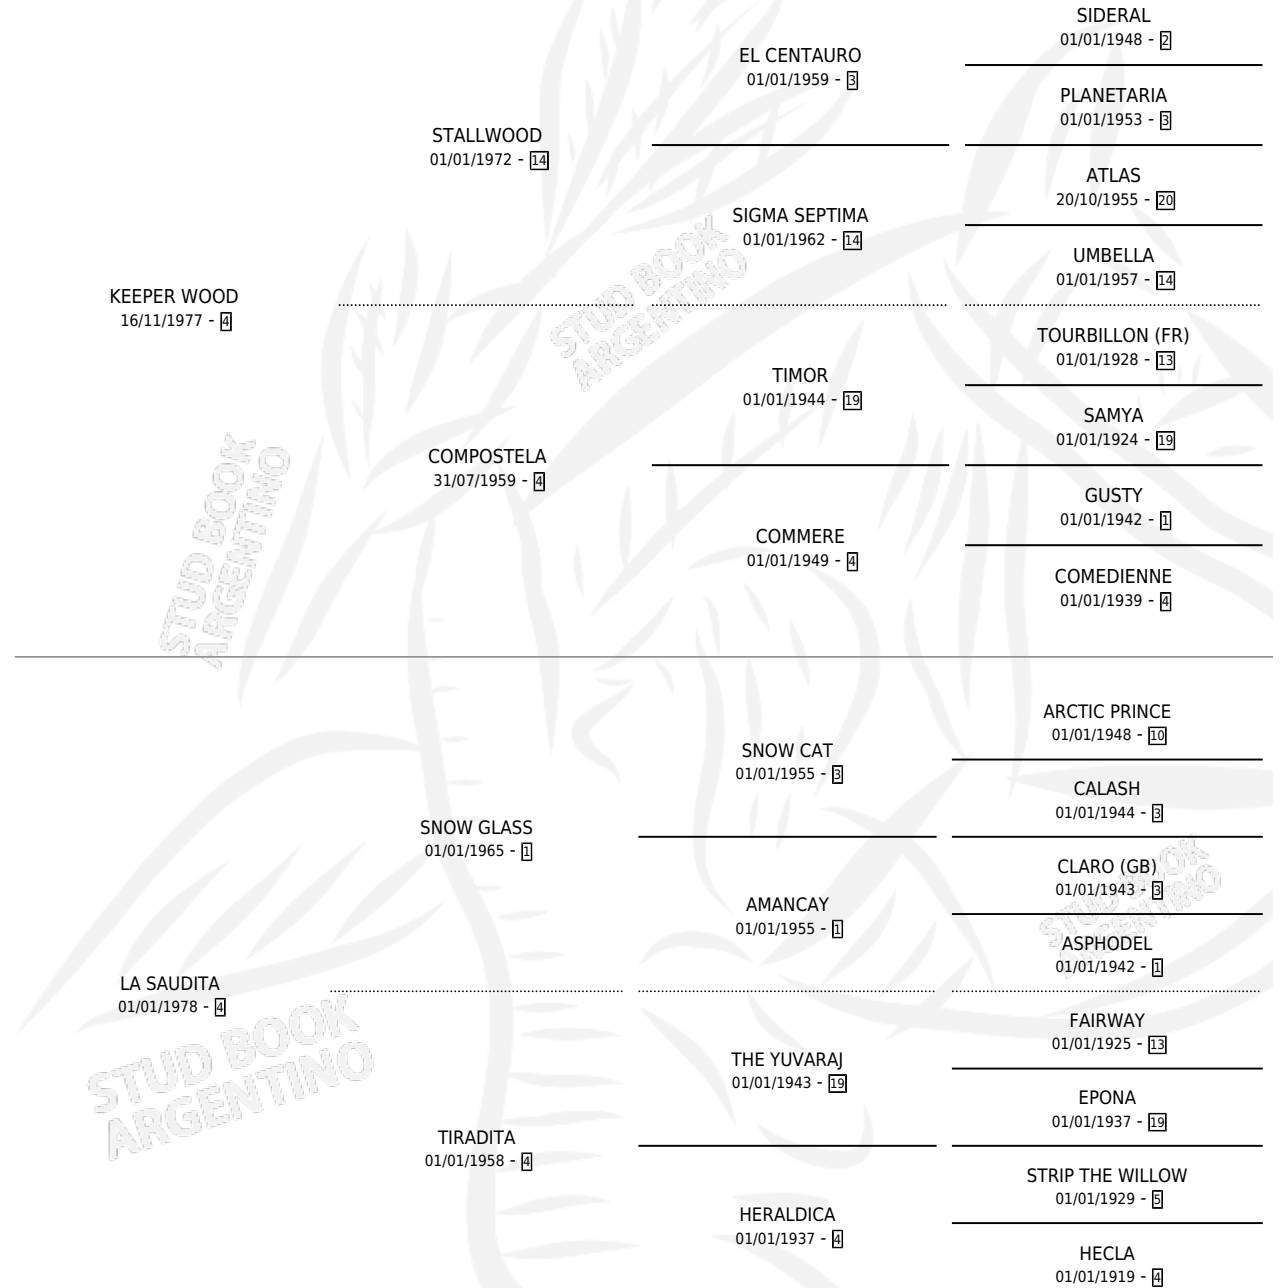 SIDERAL
01/01/1948 - 2
EL CENTAURO
01/01/1959 - 3
PLANETARIA
01/01/1953 - 3
STALLWOOD
01/01/1972 - 14
ATLAS
20/10/1955 - 20
SIGMA SEPTIMA
01/01/1962 - 14
UMBELLA
01/01/1957 - 14
KEEPER WOOD
16/11/1977 - 4
TOURBILLON (FR)
01/01/1928 - 13
TIMOR
01/01/1944 - 19
SAMYA
01/01/1924 - 19
COMPOSTELA
31/07/1959 - 4
GUSTY
01/01/1942 - 1
COMMERE
01/01/1949 - 4
COMEDIENNE
01/01/1939 - 4
STUD BOOK
ARGENTINO
STUD BOOK
ARGENTINO
ARCTIC PRINCE
01/01/1948 - 10
SNOW CAT
01/01/1955 - 3
CALASH
01/01/1944 - 3
SNOW GLASS
01/01/1965 - 1
CLARO (GB)
01/01/1943 - 3
AMANCAY
01/01/1955 - 1
ASPHODEL
01/01/1942 - 1
LA SAUDITA
01/01/1978 - 4
FAIRWAY
01/01/1925 - 13
THE YUVARAJ
01/01/1943 - 19
EPONA
01/01/1937 - 19
TIRADITA
01/01/1958 - 4
STRIP THE WILLOW
01/01/1929 - 5
HERALDICA
01/01/1937 - 4
HECLA
01/01/1919 - 4
STUD BOOK
ARGENTINO
STUD BOOK
ARGENTINO